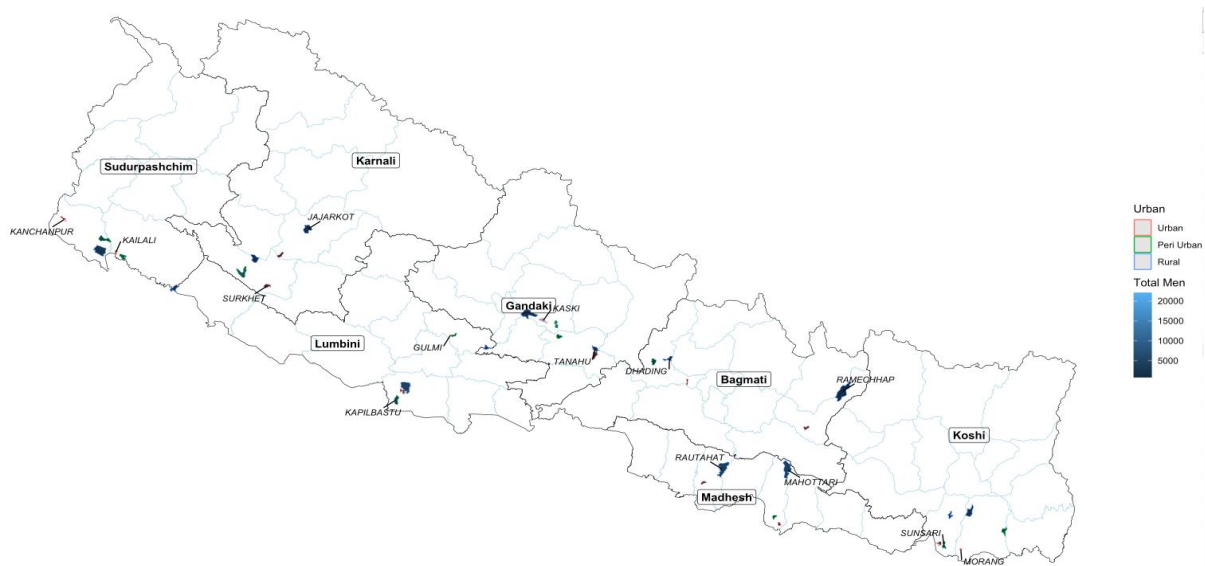 Karnali
Sudurpashchim
JAJARKOT
KANCHANPUR
KAILALI
SURKHET
Gandaki
KASKI
Lumbini
GULMI
TANAHU
DHADING
Bagmati
RAMECHHAP
KAPILBASTU
Koshi
RAUTAHAT
MAHOTTARI
Madhesh
SUNSARI
MORANG
Urban
Urban
Peri Urban
Rural
Total Men
20000
15000
10000
5000